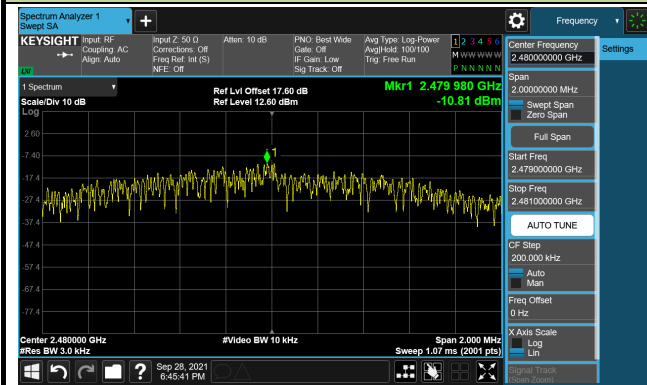 Spectrum Analyzer 1
Swept SA
Frequency
KEYSIGHT
Input: RF
Coupling: AC
Align: Auto
Input Z: 50 Ω
Corrections: Off
Freq Ref: Int (S)
NFE: Off
Atten: 10 dB
PNO: Best Wide
Gate: Off
IF Gain: Low
Sig Track: Off
Avg Type: Log-Power
Avg|Hold: 100/100
Trig: Free Run
1 2 3 4 5 6
M W W W W W
P N N N N N
LXI
1 Spectrum
Scale/Div 10 dB
Ref Lvl Offset 17.60 dB
Ref Level 12.60 dBm
Mkr1 2.479 980 GHz
-10.81 dBm
Log
2.60
-7.40
-17.4
-27.4
-37.4
-47.4
-57.4
-67.4
-77.4
1
Center 2.480000 GHz
#Res BW 3.0 kHz
#Video BW 10 kHz
Span 2.000 MHz
Sweep 1.07 ms (2001 pts)
Center Frequency
2.480000000 GHz
Settings
Span
2.00000000 MHz
Swept Span
Zero Span
Full Span
Start Freq
2.479000000 GHz
Stop Freq
2.481000000 GHz
AUTO TUNE
CF Step
200.000 kHz
Auto
Man
Freq Offset
0 Hz
X Axis Scale
Log
Lin
Signal Track
(Span Zoom)
?
Sep 28, 2021
6:45:41 PM